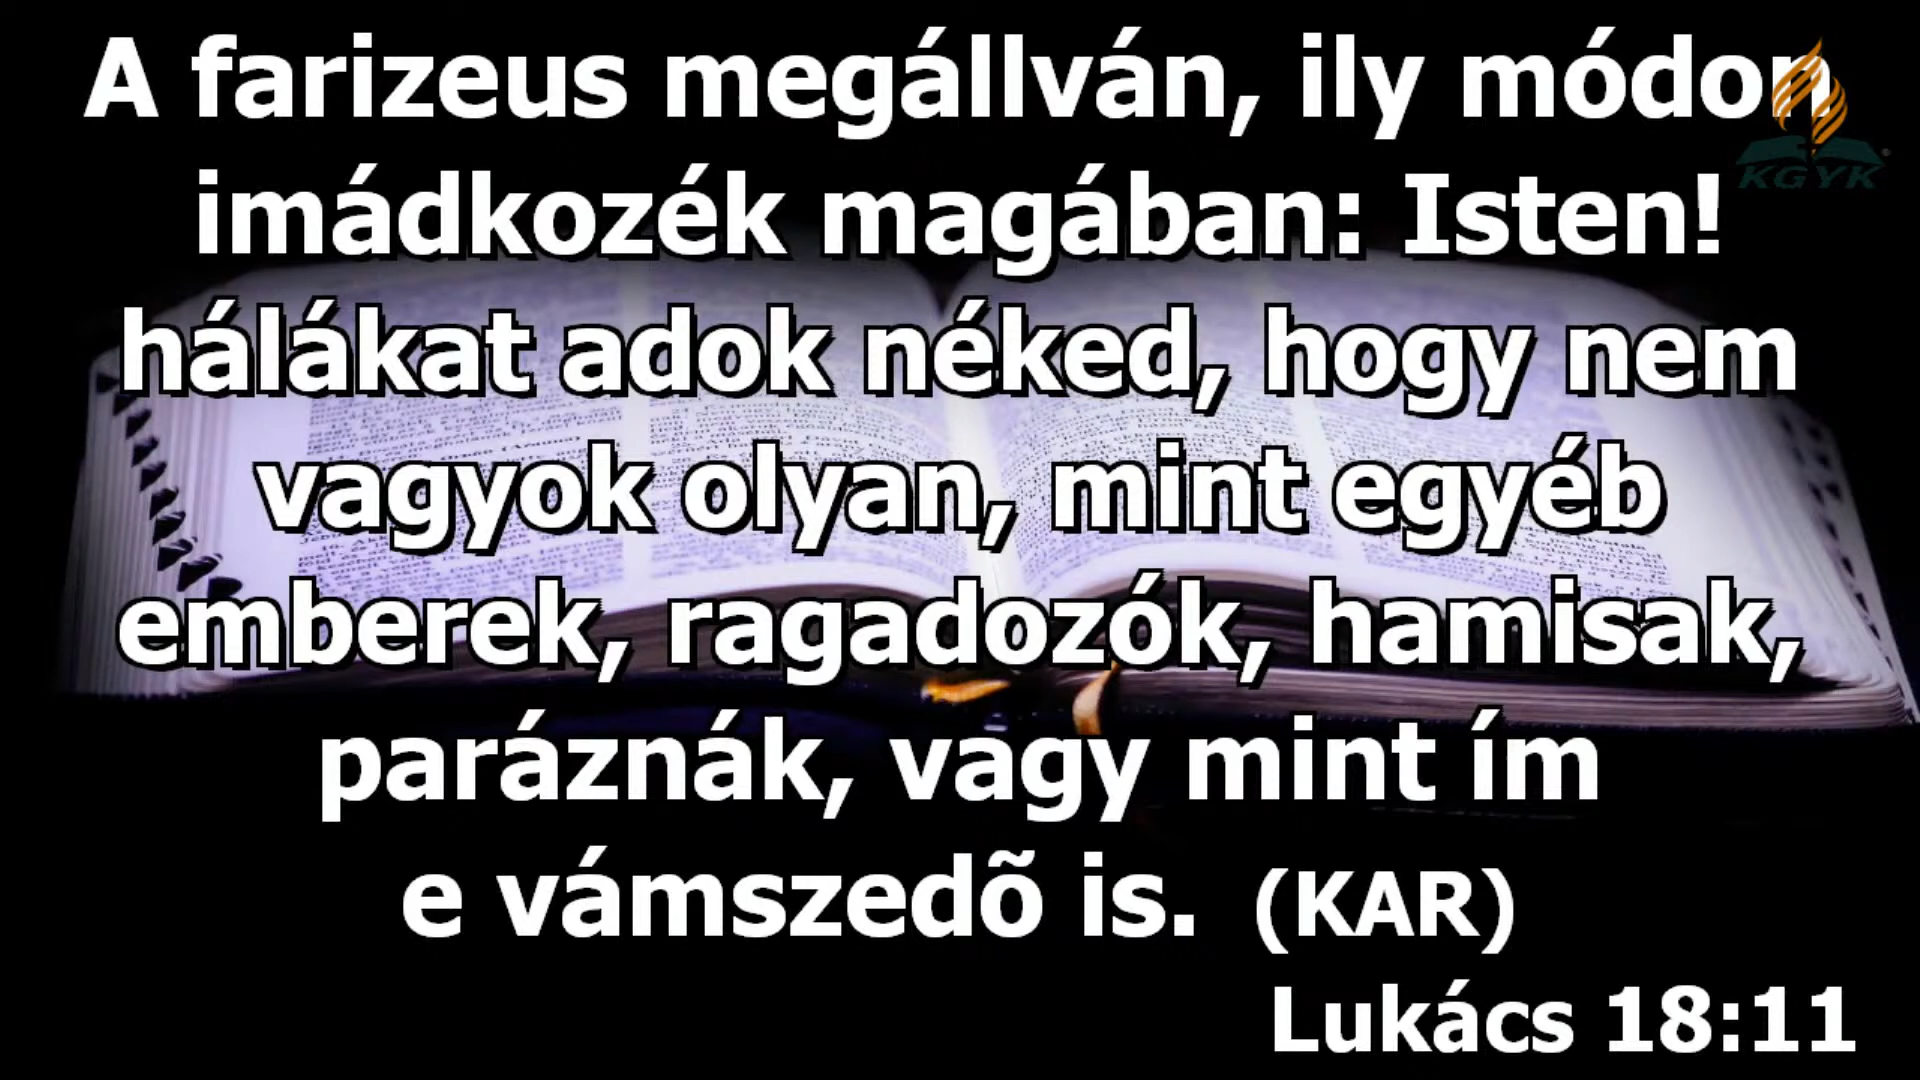 A farizeus megállván, ily módon
imádkozék magában: Isten!
hálákat adok néked, hogy nem
vagyok olyan, mint egyéb
emberek, ragadozók, hamisak,
paráznák, vagy mint ím
e vámszedõ is. (KAR)
Lukács 18:11
KGYK